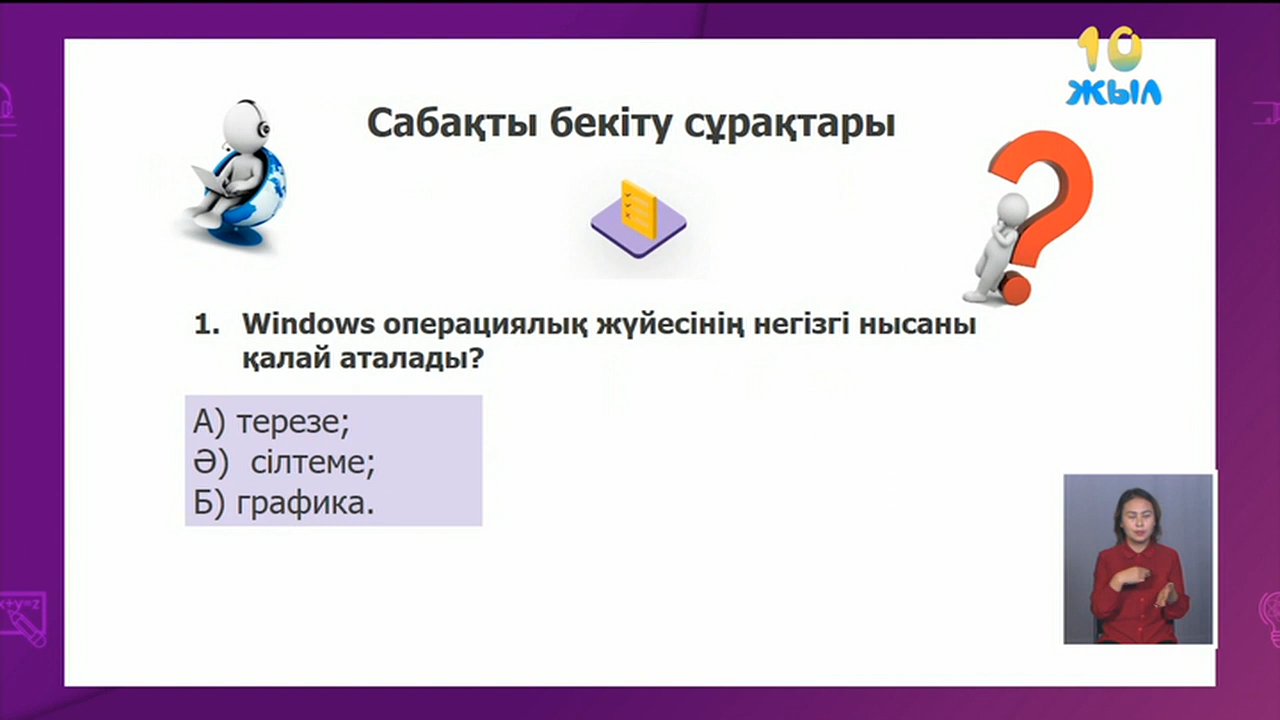 10
ЖЫЛ
Сабақты бекіту сұрақтары
1. Windows операциялық жүйесінің негізгі нысаны
қалай аталады?
А) терезе;
Ә) сілтеме;
Б) графика.
x+y=z